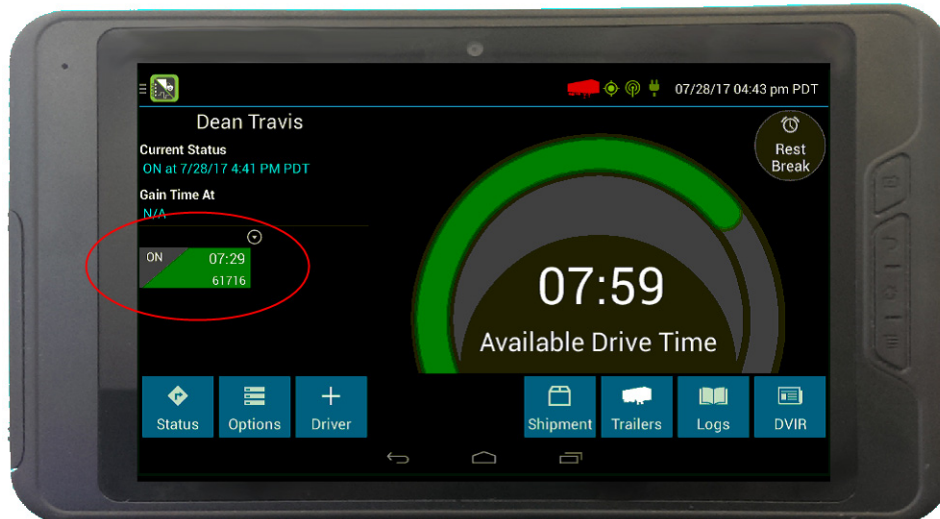 07/28/17 04:43 pm PDT
Dean Travis
Current Status
ON at 7/28/17 4:41 PM PDT
Gain Time At
N/A
ON 07:29
61716
Rest
Break
07:59
Available Drive Time
Status
Options
Driver
Shipment
Trailers
Logs
DVIR